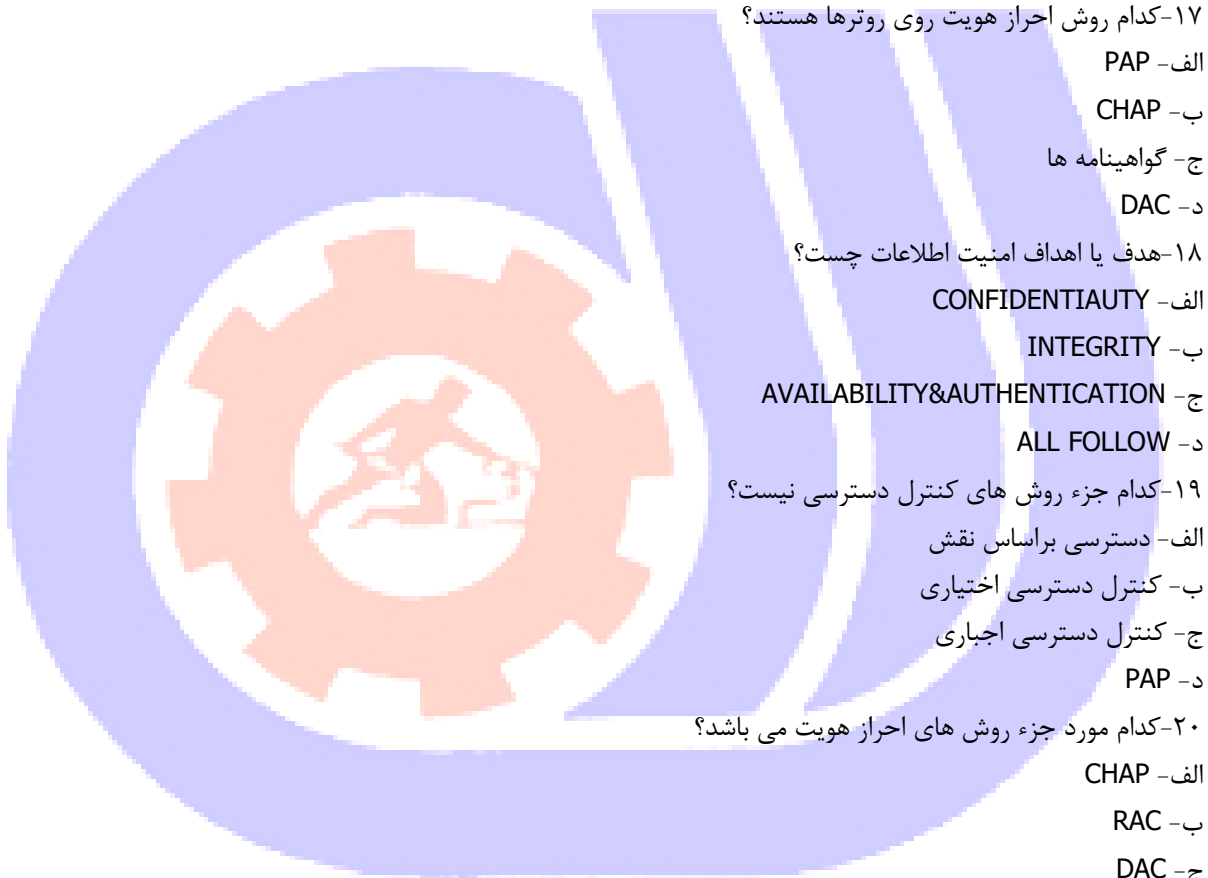 ۱۷-کدام روش احراز هویت روی روترها هستند؟
الف- PAP
ب- CHAP
ج- گواهینامه ها
د- DAC
۱۸-هدف یا اهداف امنیت اطلاعات چست؟
الف- CONFIDENTIAUTY
ب- INTEGRITY
ج- AVAILABILITY&AUTHENTICATION
د- ALL FOLLOW
۱۹-کدام جزء روش های کنترل دسترسی نیست؟
الف- دسترسی براساس نقش
ب- کنترل دسترسی اختیاری
ج- کنترل دسترسی اجباری
د- PAP
۲۰-کدام مورد جزء روش های احراز هویت می باشد؟
الف- CHAP
ب- RAC
ج- DAC